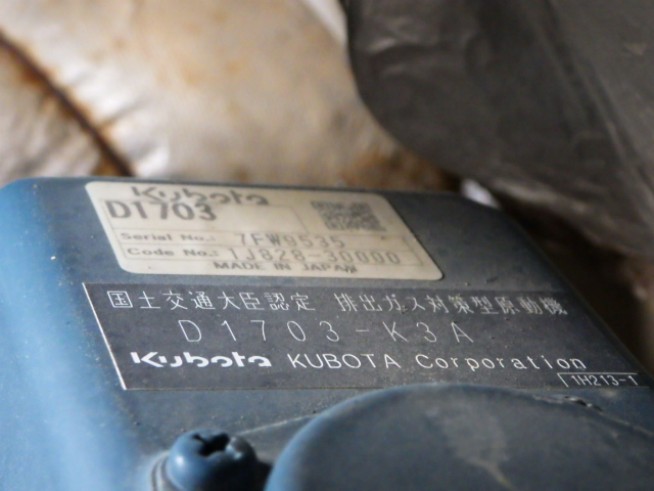 Kubota
D1703
Serial No.: 7FW9535
Code No.: 1J828-30000
MADE IN JAPAN
国土交通大臣認定 排出ガス対策型原動機
D1703-K3A
Kubota KUBOTA Corporation
1H213-1